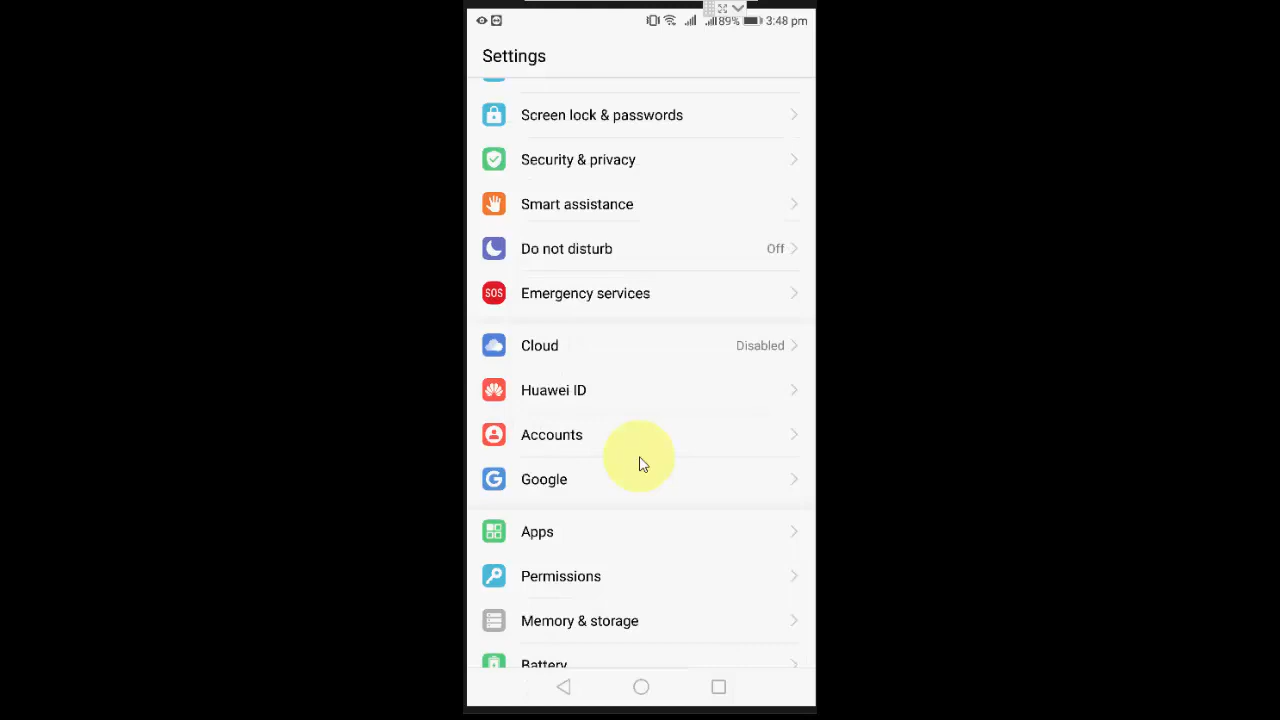 89% 3:48 pm
Settings
Screen lock & passwords
Security & privacy
Smart assistance
Do not disturb Off
SOS Emergency services
Cloud Disabled
Huawei ID
Accounts
G Google
Apps
Permissions
Memory & storage
Battery